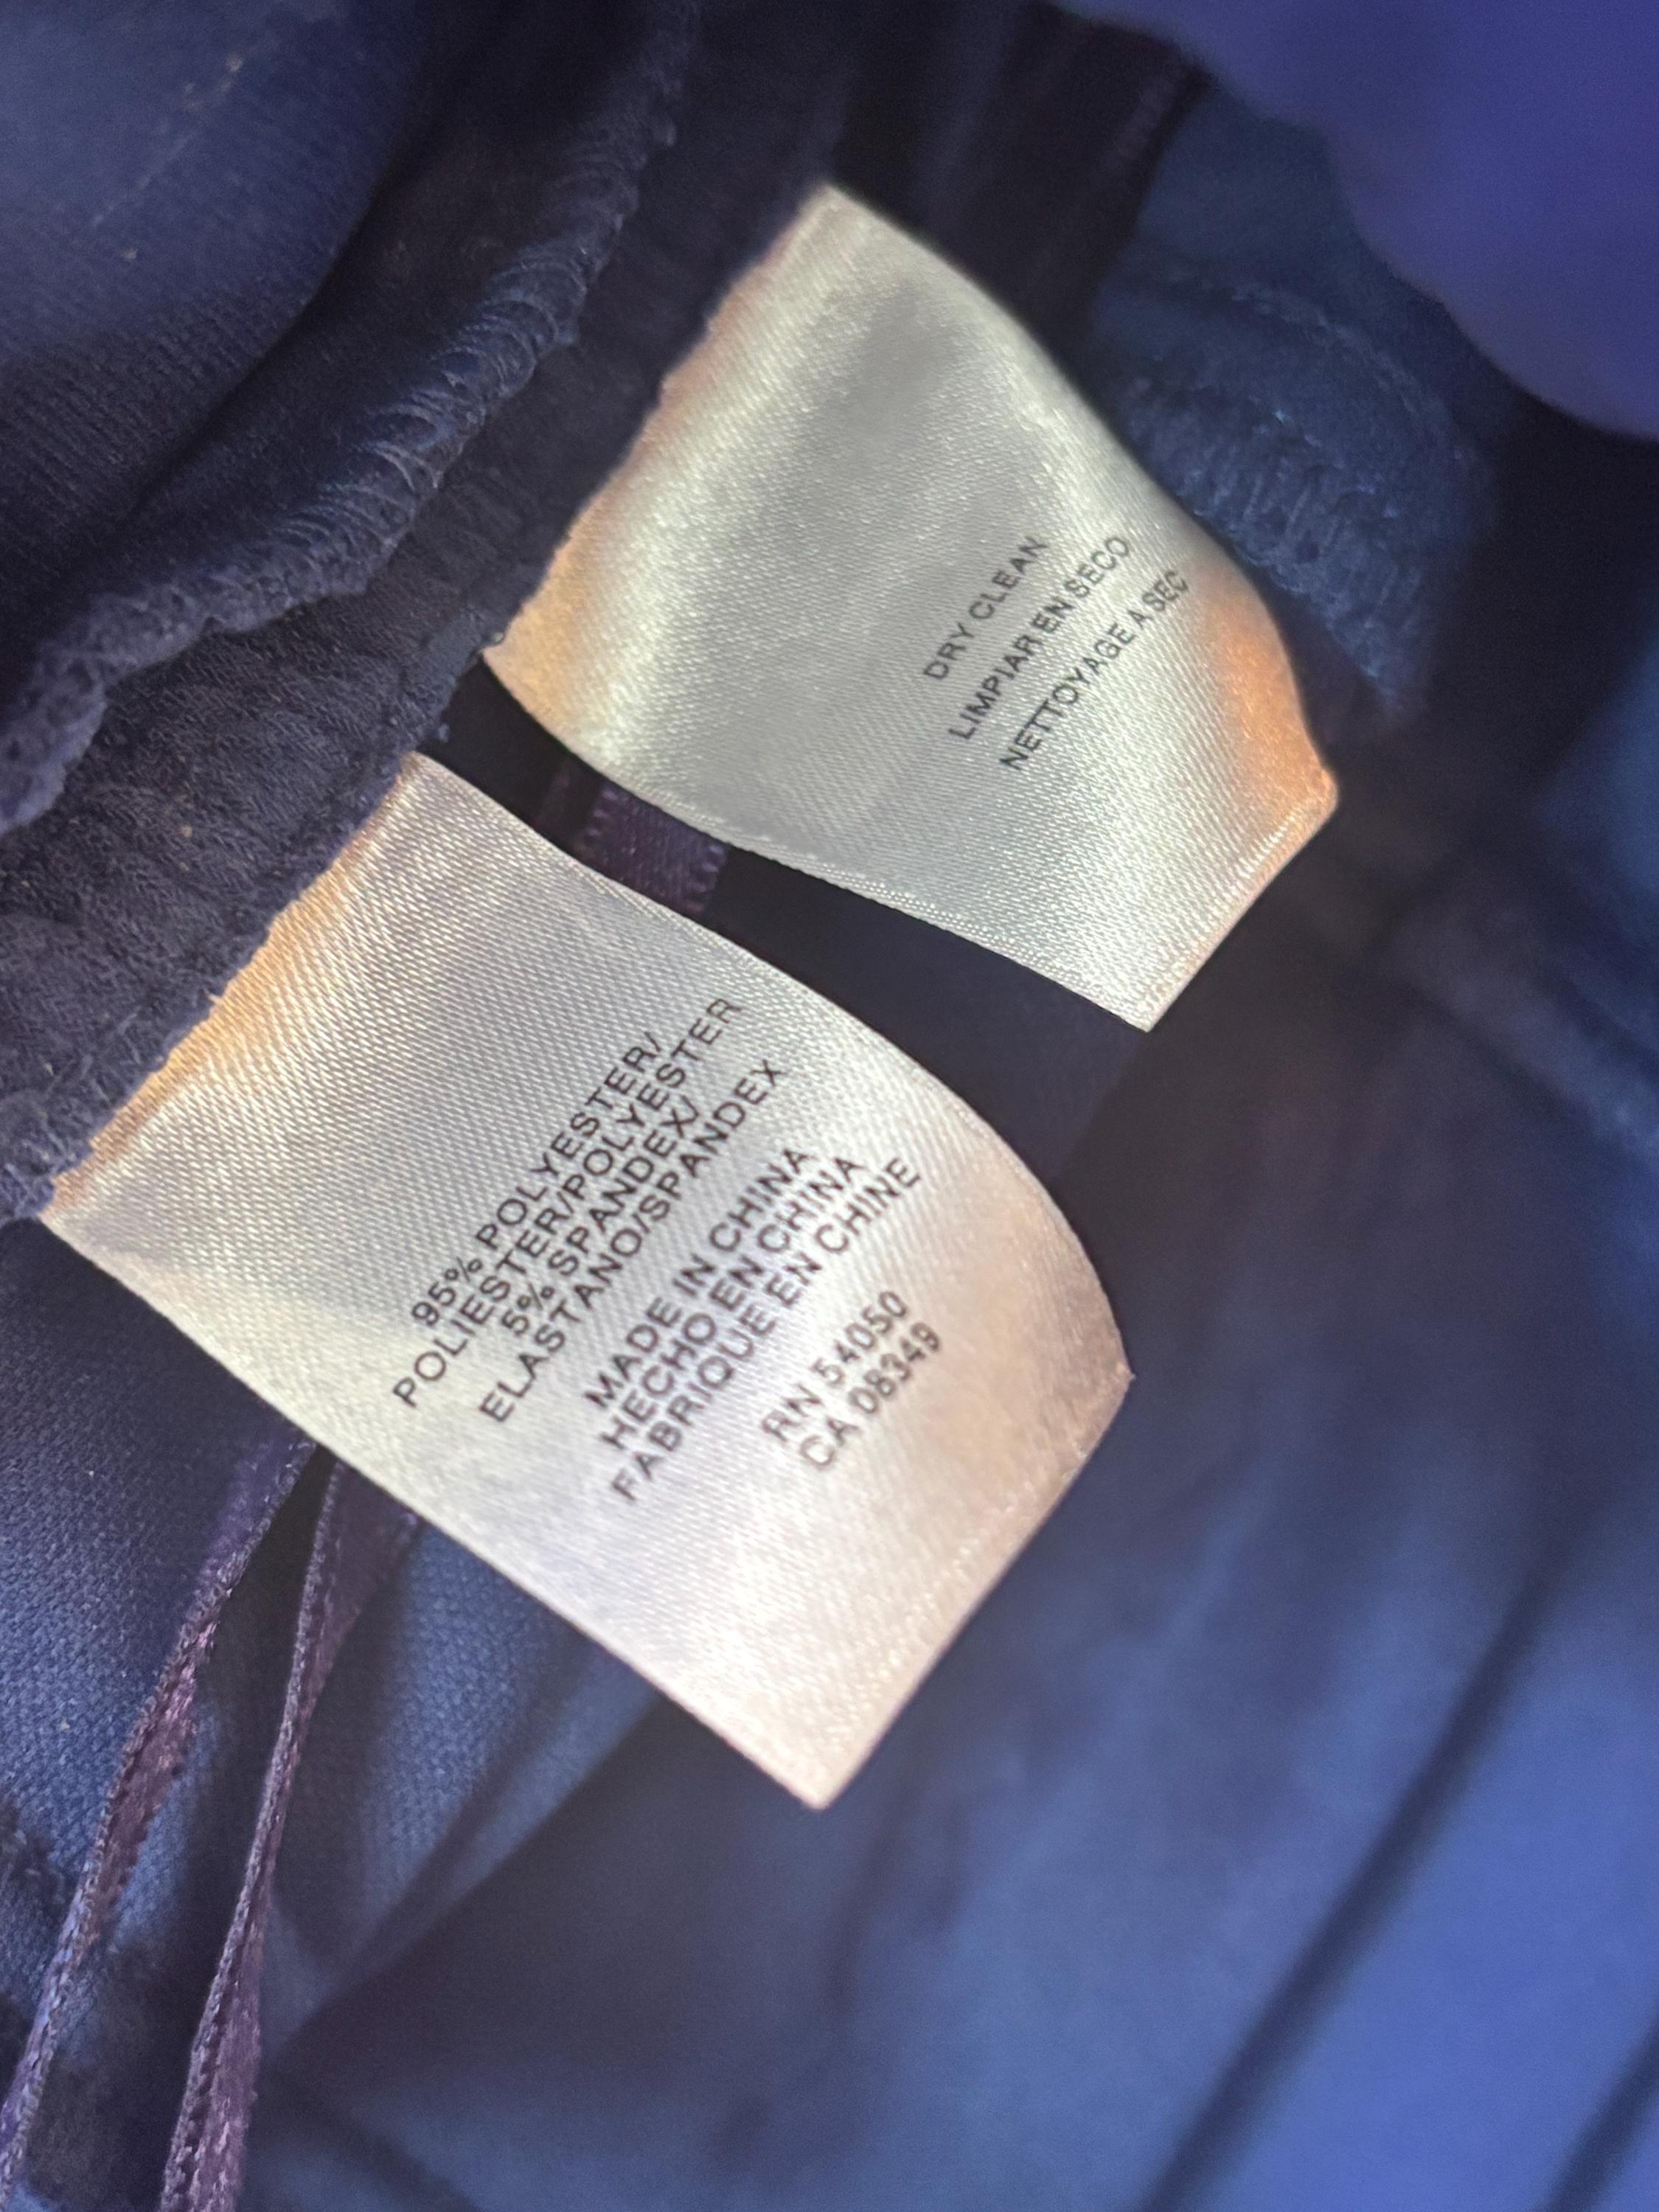 DRY CLEAN
LIMPIAR EN SECO
NETTOYAGE A SEC
95% POLYESTER/
POLIESTER/POLYESTER
5% SPANDEX/
ELASTANO/SPANDEX
MADE IN CHINA
HECHO EN CHINA
FABRIQUE EN CHINE
RN 54050
CA 08349